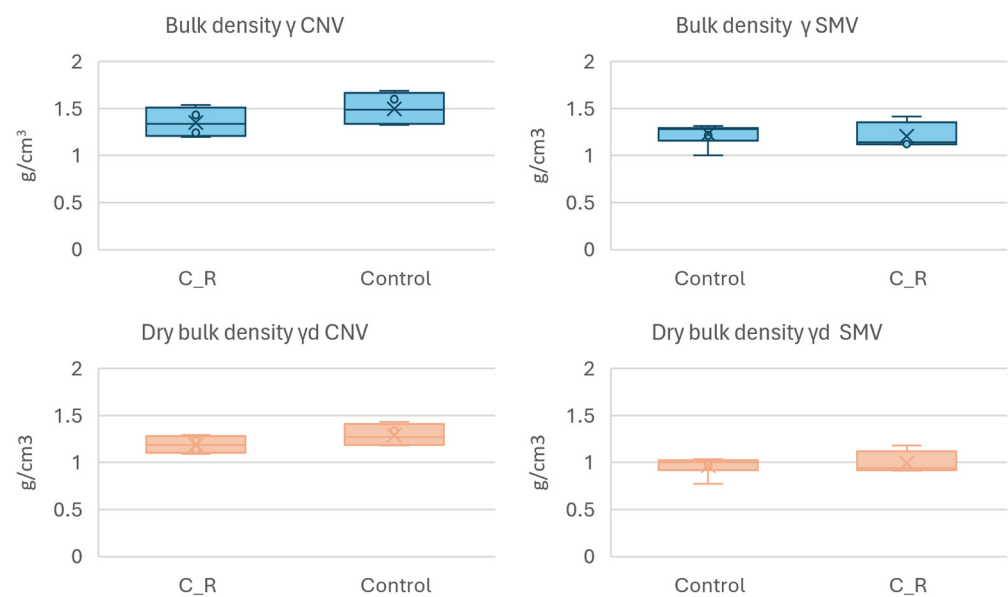 Bulk density γ CNV
2
1.5
1
0.5
0
g/cm³
C_R
Control
Bulk density  γ SMV
2
1.5
1
0.5
0
g/cm3
Control
C_R
Dry bulk density γd CNV
2
1.5
1
0.5
0
g/cm3
C_R
Control
Dry bulk density γd  SMV
2
1.5
1
0.5
0
g/cm3
Control
C_R